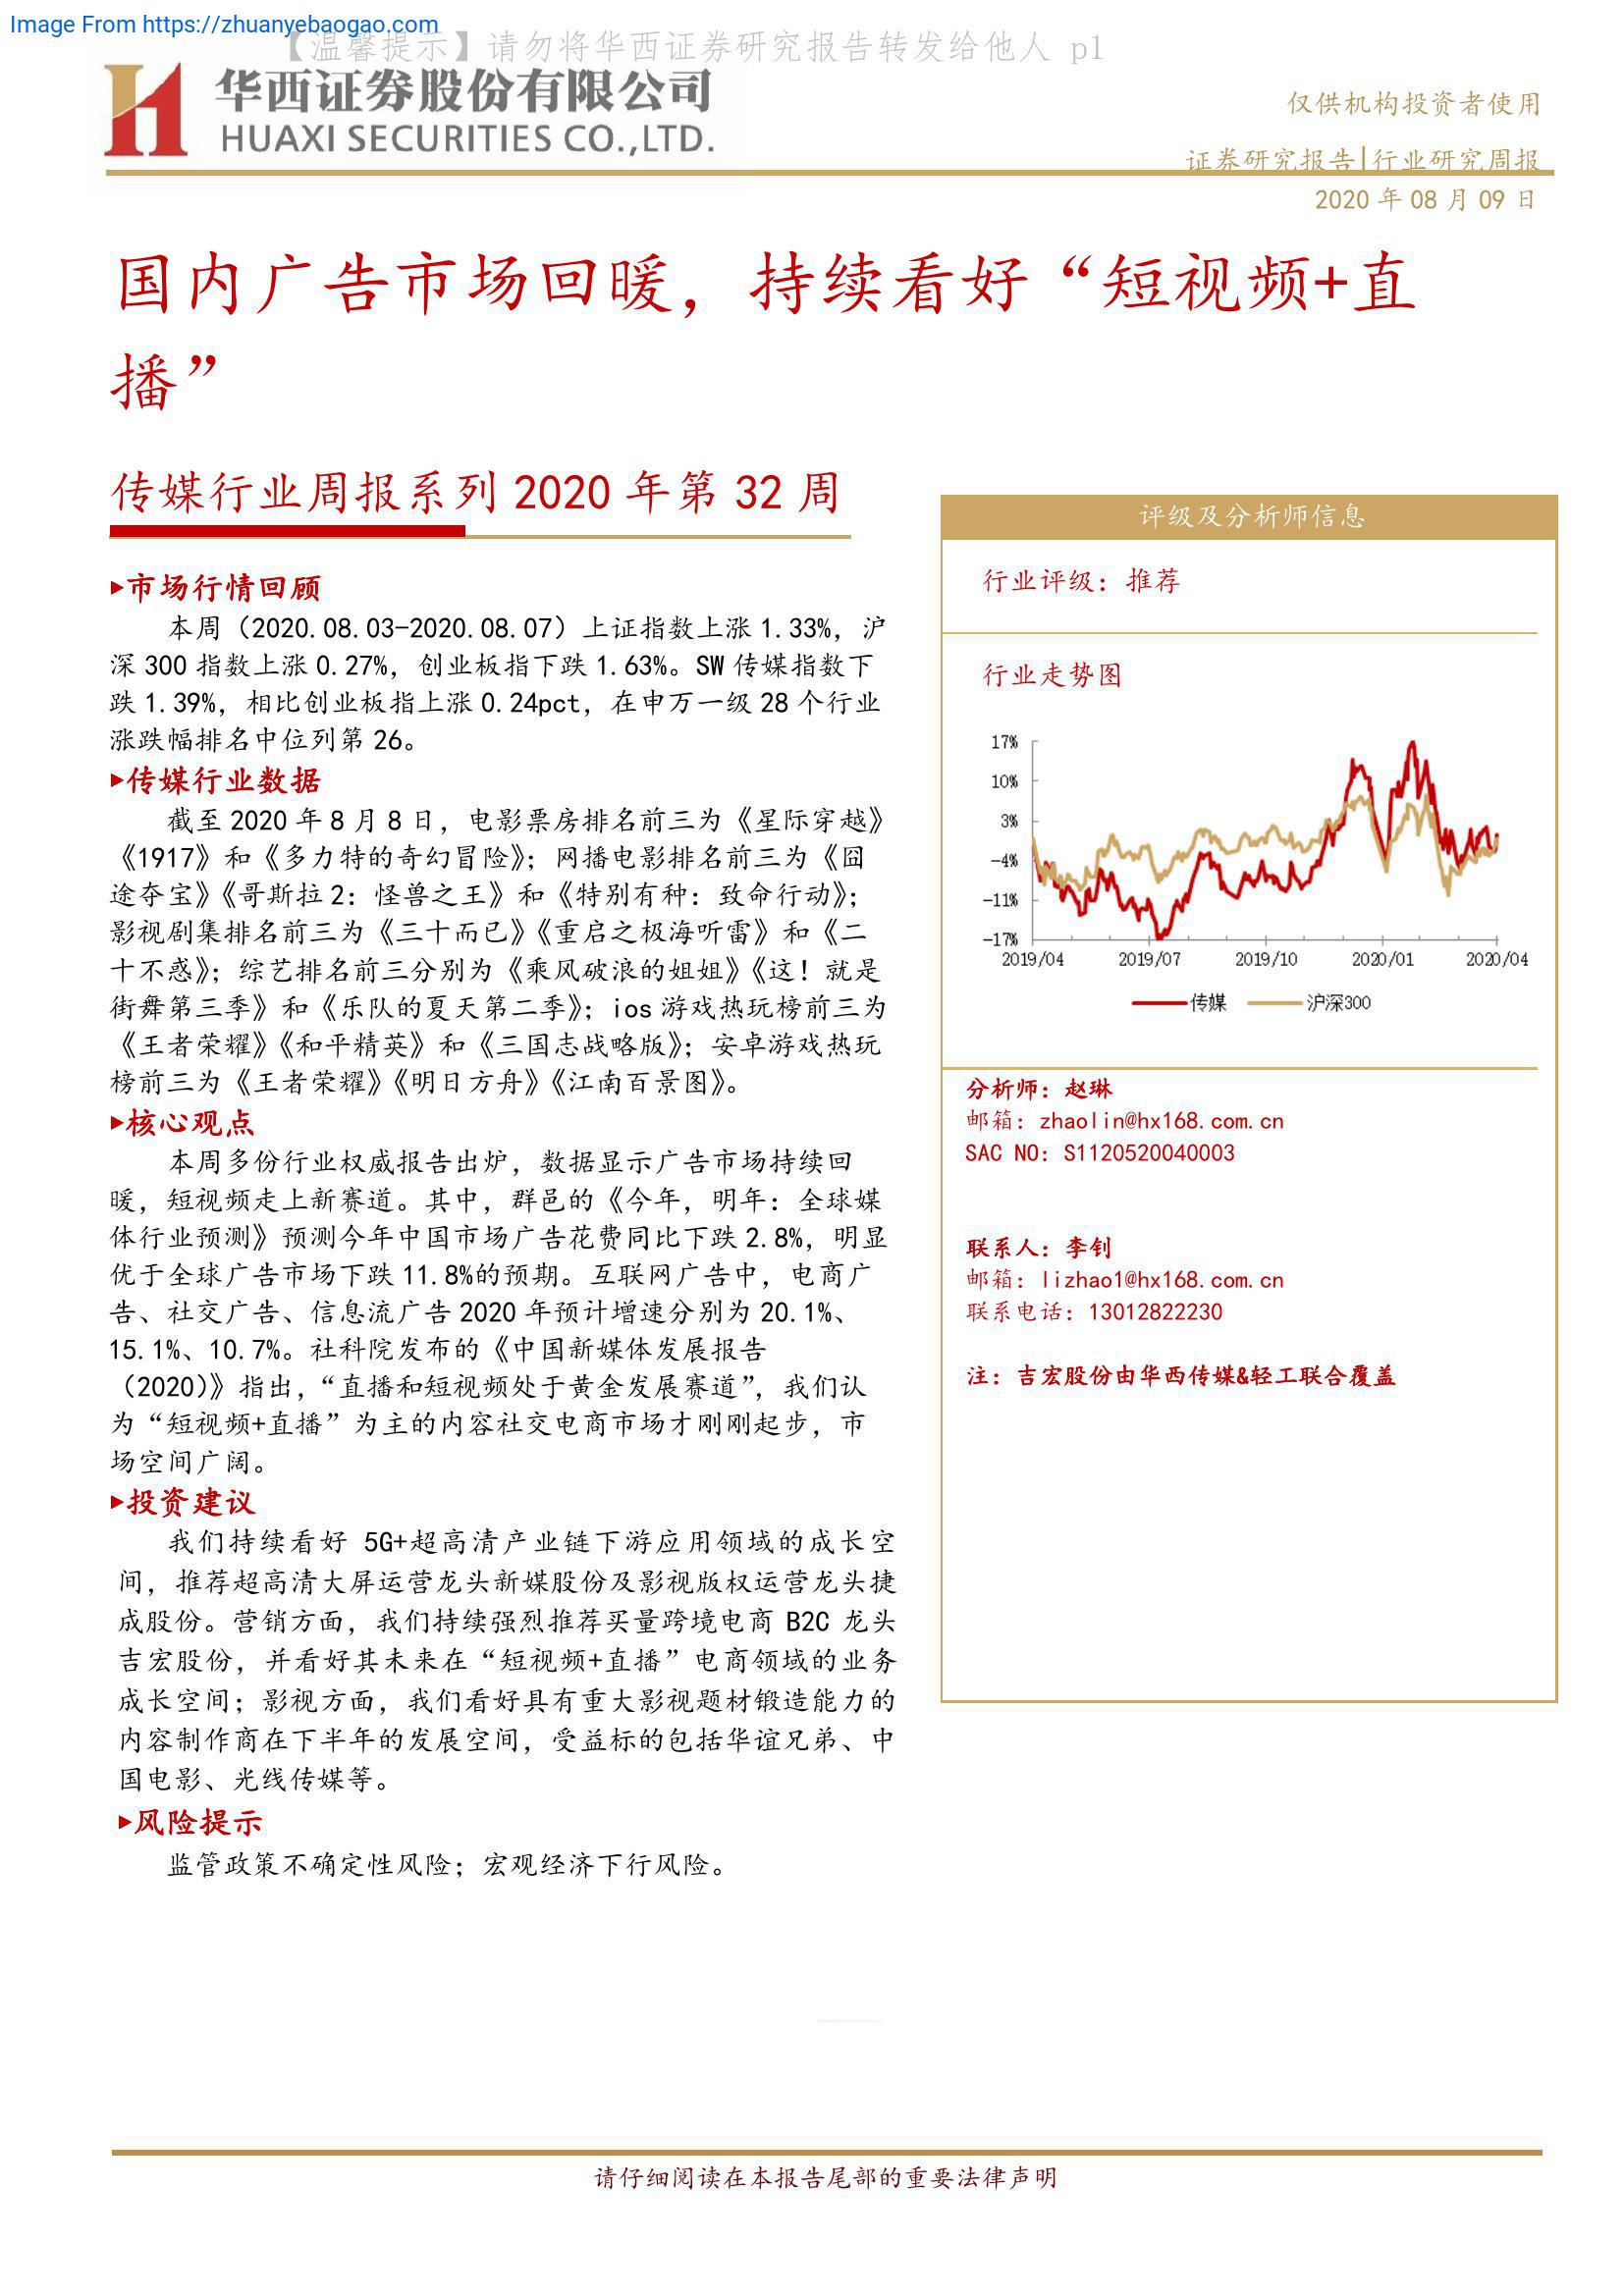 Image From https://zhuanyebaogao.com
【温馨提示】请勿将华西证券研究报告转发给他人 p1
华西证券股份有限公司
HUAXI SECURITIES CO.,LTD.
仅供机构投资者使用
证券研究报告|行业研究周报
2020 年 08 月 09 日
国内广告市场回暖，持续看好“短视频+直
播”
传媒行业周报系列 2020 年第 32 周
▸市场行情回顾
本周（2020.08.03-2020.08.07）上证指数上涨 1.33%，沪
深 300 指数上涨 0.27%，创业板指下跌 1.63%。SW 传媒指数下
跌 1.39%，相比创业板指上涨 0.24pct，在申万一级 28 个行业
涨跌幅排名中位列第 26。
▸传媒行业数据
截至 2020 年 8 月 8 日，电影票房排名前三为《星际穿越》
《1917》和《多力特的奇幻冒险》；网播电影排名前三为《囧
途夺宝》《哥斯拉 2：怪兽之王》和《特别有种：致命行动》；
影视剧集排名前三为《三十而已》《重启之极海听雷》和《二
十不惑》；综艺排名前三分别为《乘风破浪的姐姐》《这！就是
街舞第三季》和《乐队的夏天第二季》；ios 游戏热玩榜前三为
《王者荣耀》《和平精英》和《三国志战略版》；安卓游戏热玩
榜前三为《王者荣耀》《明日方舟》《江南百景图》。
▸核心观点
本周多份行业权威报告出炉，数据显示广告市场持续回
暖，短视频走上新赛道。其中，群邑的《今年，明年：全球媒
体行业预测》预测今年中国市场广告花费同比下跌 2.8%，明显
优于全球广告市场下跌 11.8%的预期。互联网广告中，电商广
告、社交广告、信息流广告 2020 年预计增速分别为 20.1%、
15.1%、10.7%。社科院发布的《中国新媒体发展报告
（2020）》指出，“直播和短视频处于黄金发展赛道”，我们认
为“短视频+直播”为主的内容社交电商市场才刚刚起步，市
场空间广阔。
▸投资建议
我们持续看好 5G+超高清产业链下游应用领域的成长空
间，推荐超高清大屏运营龙头新媒股份及影视版权运营龙头捷
成股份。营销方面，我们持续强烈推荐买量跨境电商 B2C 龙头
吉宏股份，并看好其未来在“短视频+直播”电商领域的业务
成长空间；影视方面，我们看好具有重大影视题材锻造能力的
内容制作商在下半年的发展空间，受益标的包括华谊兄弟、中
国电影、光线传媒等。
▸风险提示
监管政策不确定性风险；宏观经济下行风险。
评级及分析师信息
行业评级：推荐
行业走势图
17%
10%
3%
-4%
-11%
-17%
2019/04 2019/07 2019/10 2020/01 2020/04
传媒 沪深300
分析师：赵琳
邮箱：zhaolin@hx168.com.cn
SAC NO：S1120520040003
联系人：李钊
邮箱：lizhao1@hx168.com.cn
联系电话：13012822230
注：吉宏股份由华西传媒&轻工联合覆盖
请仔细阅读在本报告尾部的重要法律声明